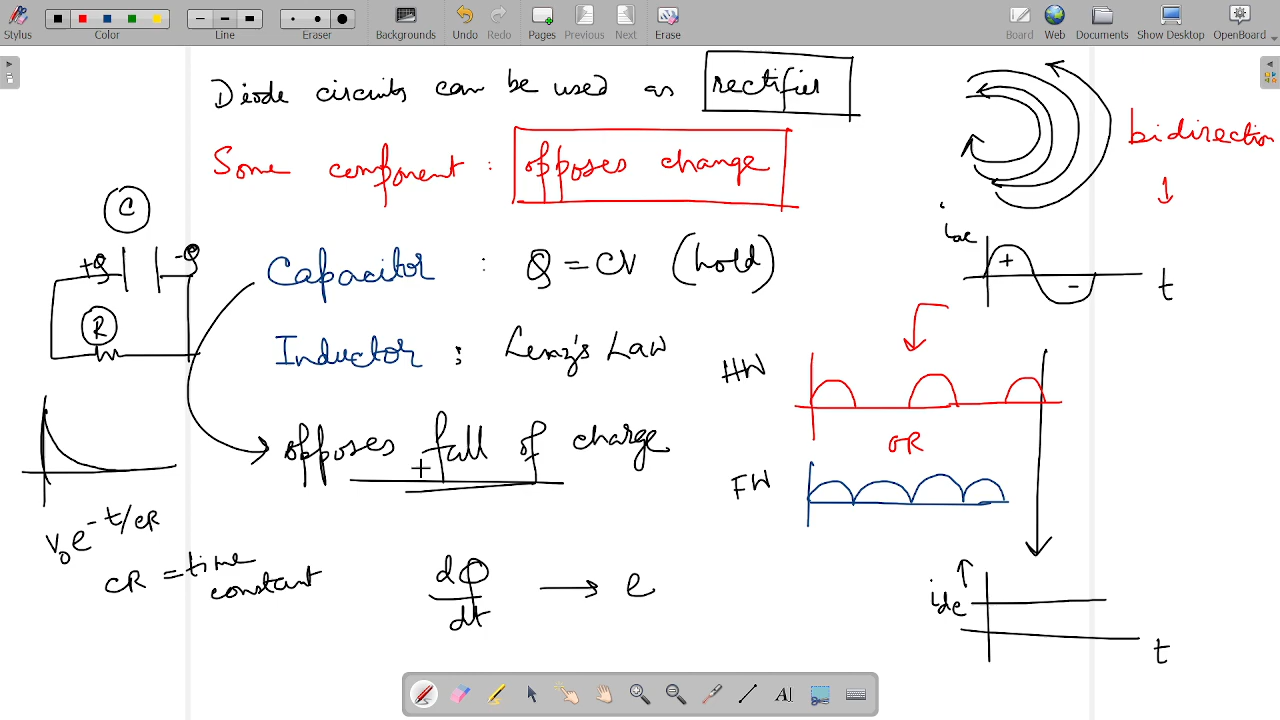 Stylus
Color
Line
Eraser
Backgrounds
Undo
Redo
Pages
Previous
Next
Erase
Board
Web
Documents
Show Desktop
OpenBoard
Diode circuits can be used as rectifier
Some component : opposes change
bidirection
C
+Q
-Q
R
Capacitor : Q = CV (hold)
Inductor : Lenz's Law
opposes fall of charge
+
V₀e^-t/CR
CR = time
constant
dΦ/dt → e
iac
+
-
t
HW
OR
FW
idc
t
AI